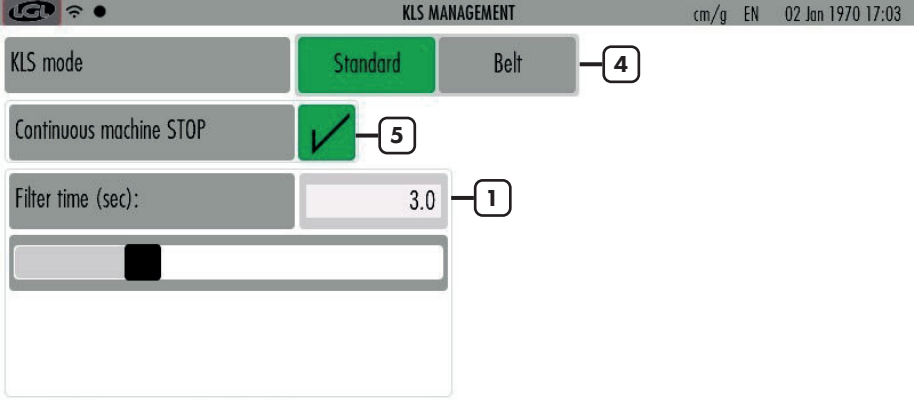 LGL KLS MANAGEMENT cm/g EN 02 Jan 1970 17:03
KLS mode Standard Belt 4
Continuous machine STOP 5
Filter time (sec): 3.0 1